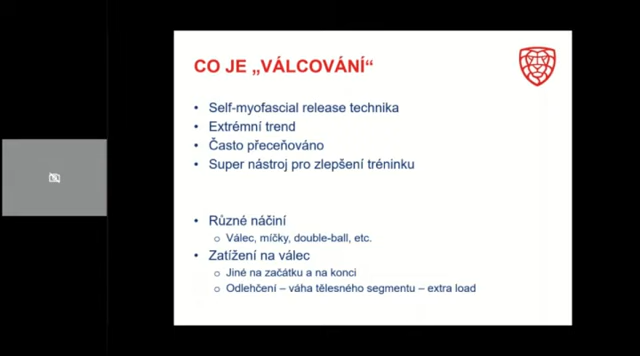 CO JE „VÁLCOVÁNÍ“
• Self-myofascial release technika
• Extrémní trend
• Často přeceňováno
• Super nástroj pro zlepšení tréninku
• Různé náčiní
o Válec, míčky, double-ball, etc.
• Zatížení na válec
o Jiné na začátku a na konci
o Odlehčení – váha tělesného segmentu – extra load